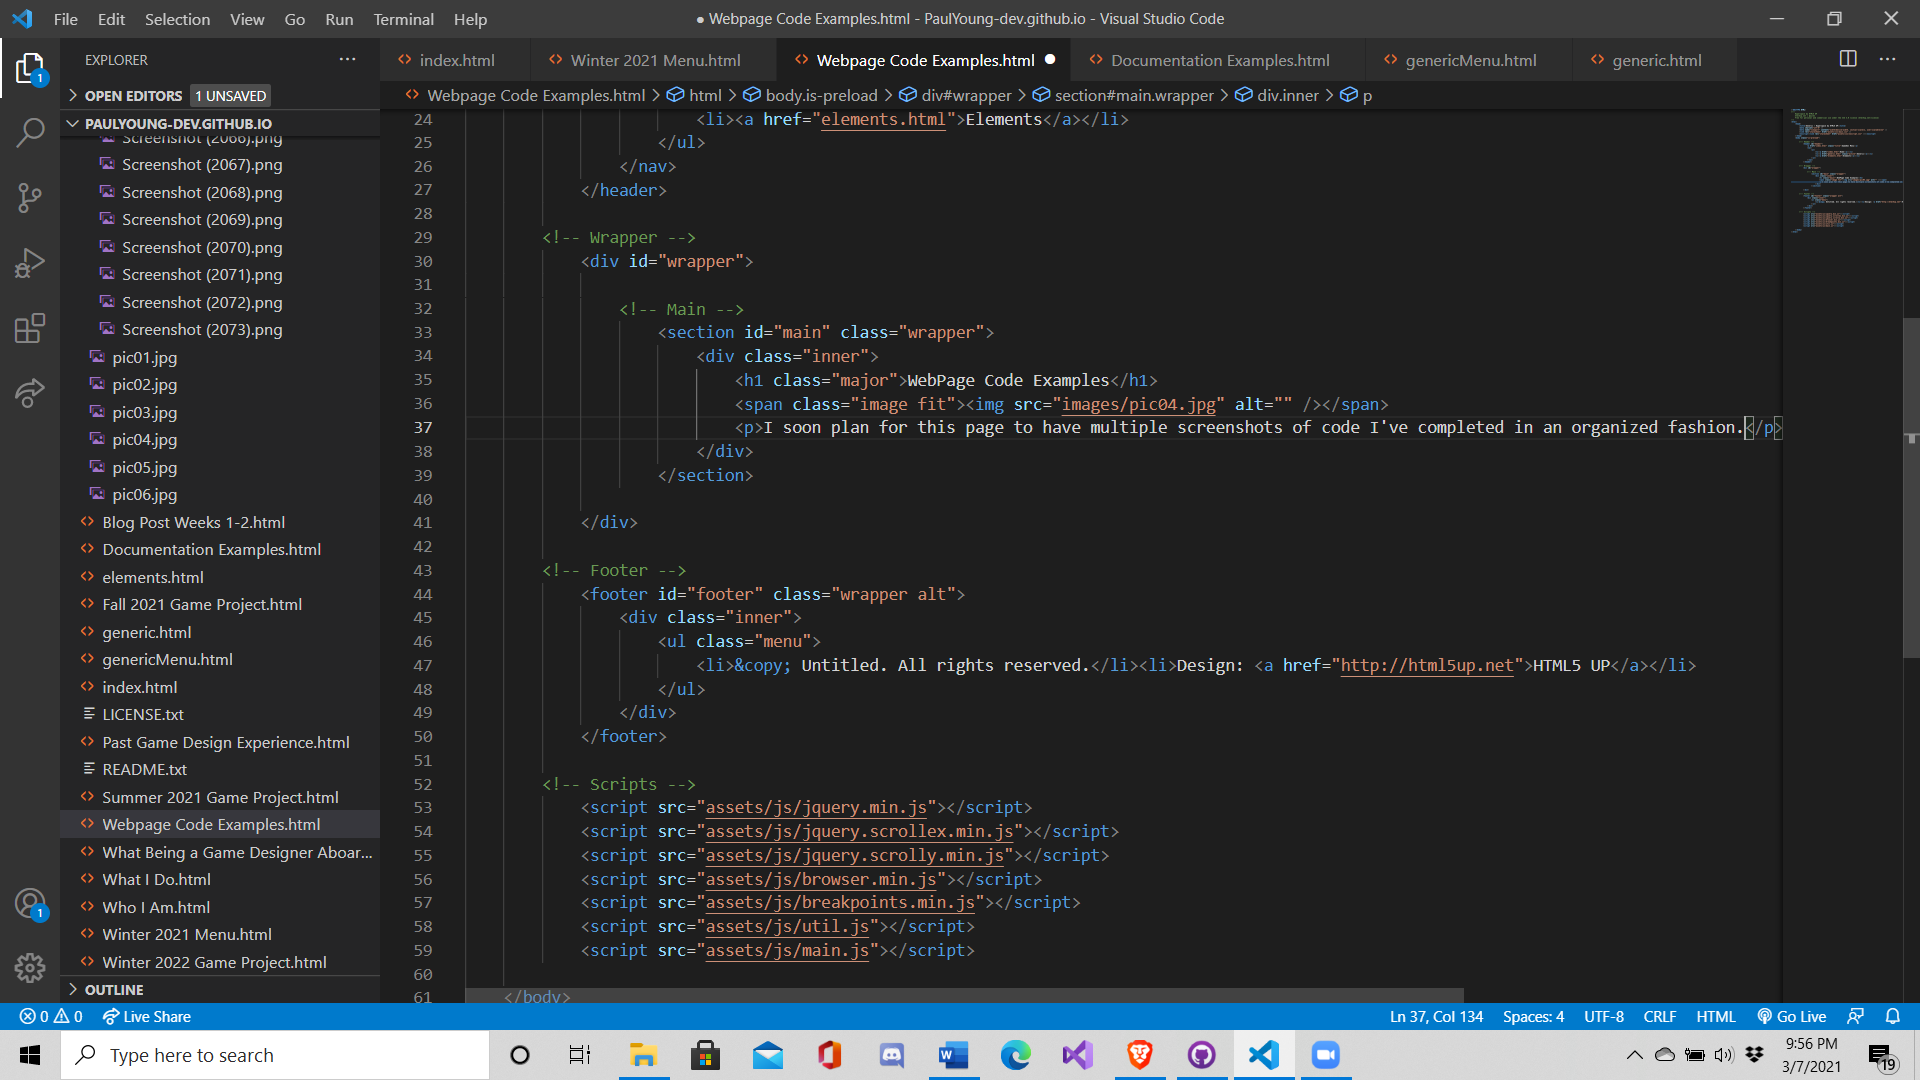 File Edit Selection View Go Run Terminal Help
● Webpage Code Examples.html - PaulYoung-dev.github.io - Visual Studio Code
EXPLORER
index.html Winter 2021 Menu.html Webpage Code Examples.html Documentation Examples.html genericMenu.html generic.html
OPEN EDITORS 1 UNSAVED
Webpage Code Examples.html > html > body.is-preload > div#wrapper > section#main.wrapper > div.inner > p
PAULYOUNG-DEV.GITHUB.IO
Screenshot (2066).png
Screenshot (2067).png
Screenshot (2068).png
Screenshot (2069).png
Screenshot (2070).png
Screenshot (2071).png
Screenshot (2072).png
Screenshot (2073).png
pic01.jpg
pic02.jpg
pic03.jpg
pic04.jpg
pic05.jpg
pic06.jpg
Blog Post Weeks 1-2.html
Documentation Examples.html
elements.html
Fall 2021 Game Project.html
generic.html
genericMenu.html
index.html
LICENSE.txt
Past Game Design Experience.html
README.txt
Summer 2021 Game Project.html
Webpage Code Examples.html
What Being a Game Designer Aboar...
What I Do.html
Who I Am.html
Winter 2021 Menu.html
Winter 2022 Game Project.html
OUTLINE
24 <li><a href="elements.html">Elements</a></li>
25 </ul>
26 </nav>
27 </header>
28
29 <!-- Wrapper -->
30 <div id="wrapper">
31
32 <!-- Main -->
33 <section id="main" class="wrapper">
34 <div class="inner">
35 <h1 class="major">WebPage Code Examples</h1>
36 <span class="image fit"><img src="images/pic04.jpg" alt="" /></span>
37 <p>I soon plan for this page to have multiple screenshots of code I've completed in an organized fashion.</p>
38 </div>
39 </section>
40
41 </div>
42
43 <!-- Footer -->
44 <footer id="footer" class="wrapper alt">
45 <div class="inner">
46 <ul class="menu">
47 <li>&copy; Untitled. All rights reserved.</li><li>Design: <a href="http://html5up.net">HTML5 UP</a></li>
48 </ul>
49 </div>
50 </footer>
51
52 <!-- Scripts -->
53 <script src="assets/js/jquery.min.js"></script>
54 <script src="assets/js/jquery.scrollex.min.js"></script>
55 <script src="assets/js/jquery.scrolly.min.js"></script>
56 <script src="assets/js/browser.min.js"></script>
57 <script src="assets/js/breakpoints.min.js"></script>
58 <script src="assets/js/util.js"></script>
59 <script src="assets/js/main.js"></script>
60
61 </body>
1
1
0 0 Live Share Ln 37, Col 134 Spaces: 4 UTF-8 CRLF HTML Go Live
Type here to search
9:56 PM
3/7/2021
19